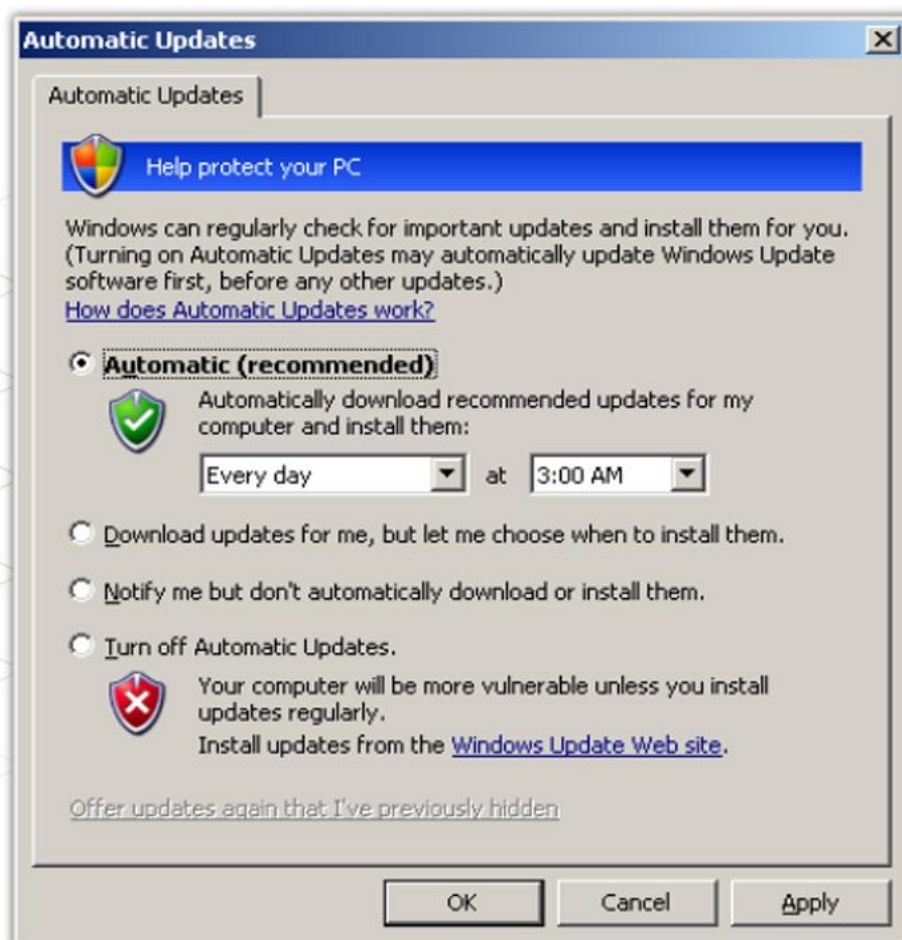 Automatic Updates
Automatic Updates
Help protect your PC
Windows can regularly check for important updates and install them for you.
(Turning on Automatic Updates may automatically update Windows Update
software first, before any other updates.)
How does Automatic Updates work?
Automatic (recommended)
Automatically download recommended updates for my
computer and install them:
Every day at 3:00 AM
Download updates for me, but let me choose when to install them.
Notify me but don't automatically download or install them.
Turn off Automatic Updates.
Your computer will be more vulnerable unless you install
updates regularly.
Install updates from the Windows Update Web site.
Offer updates again that I've previously hidden
OK Cancel Apply